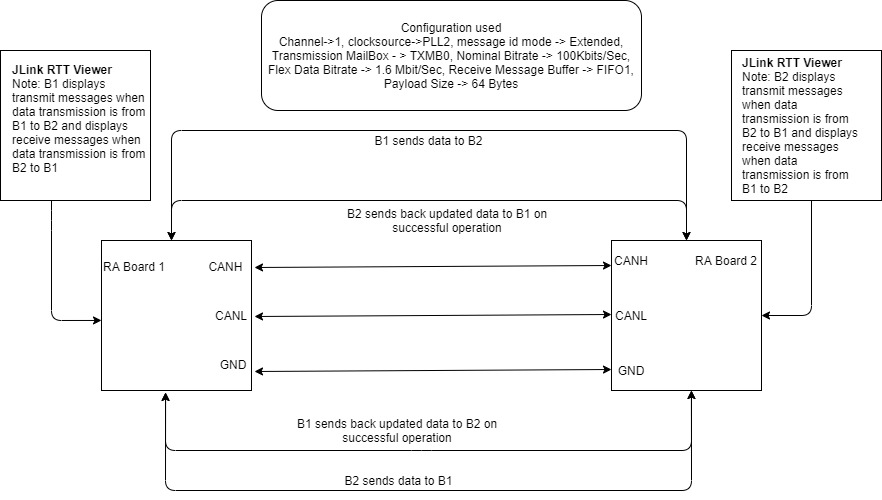 Configuration used
Channel->1, clocksource->PLL2, message id mode -> Extended,
Transmission MailBox - > TXMB0, Nominal Bitrate -> 100Kbits/Sec,
Flex Data Bitrate -> 1.6 Mbit/Sec, Receive Message Buffer -> FIFO1,
Payload Size -> 64 Bytes
JLink RTT Viewer
Note: B1 displays
transmit messages when
data transmission is from
B1 to B2 and displays
receive messages when
data transmission is from
B2 to B1
JLink RTT Viewer
Note: B2 displays
transmit messages
when data
transmission is from
B2 to B1 and displays
receive messages
when data
transmission is from
B1 to B2
B1 sends data to B2
B2 sends back updated data to B1 on
successful operation
RA Board 1
CANH
CANL
GND
CANH
RA Board 2
CANL
GND
B1 sends back updated data to B2 on
successful operation
B2 sends data to B1